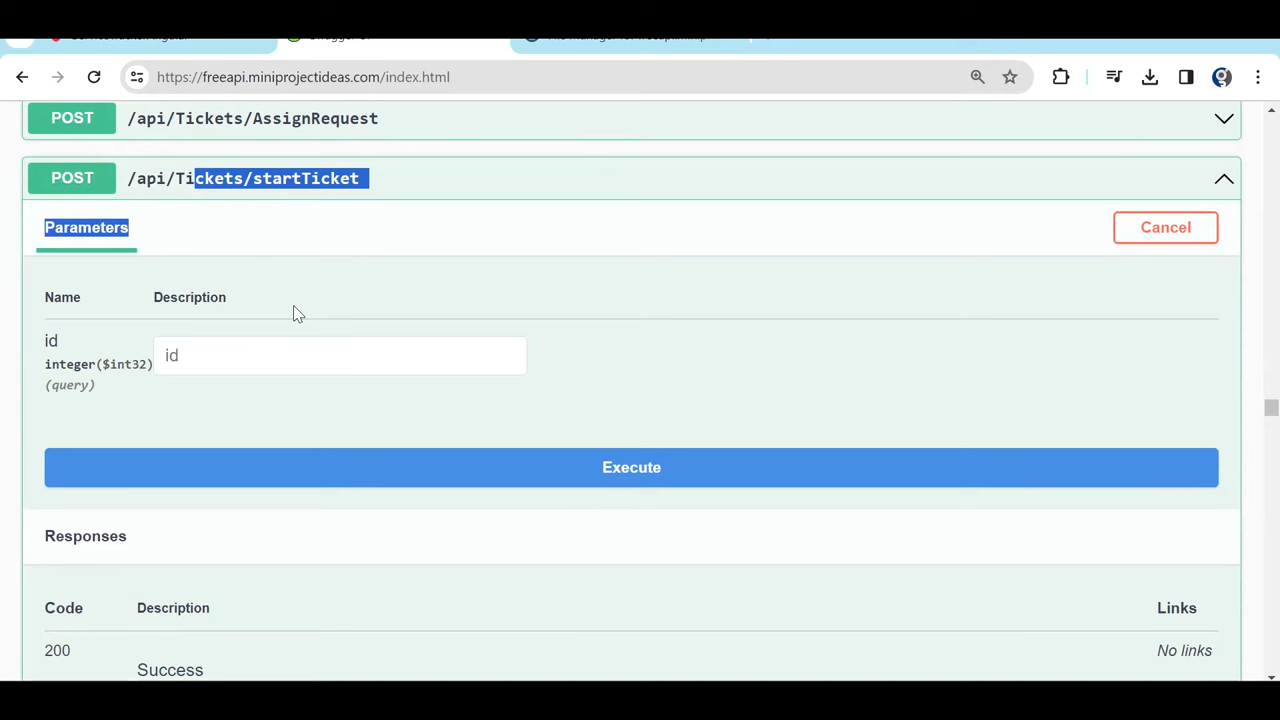 https://freeapi.miniprojectideas.com/index.html
POST /api/Tickets/AssignRequest
POST /api/Tickets/startTicket
Parameters
Cancel
Name Description
id
integer($int32)
(query)
id
Execute
Responses
Code Description Links
200 No links
Success